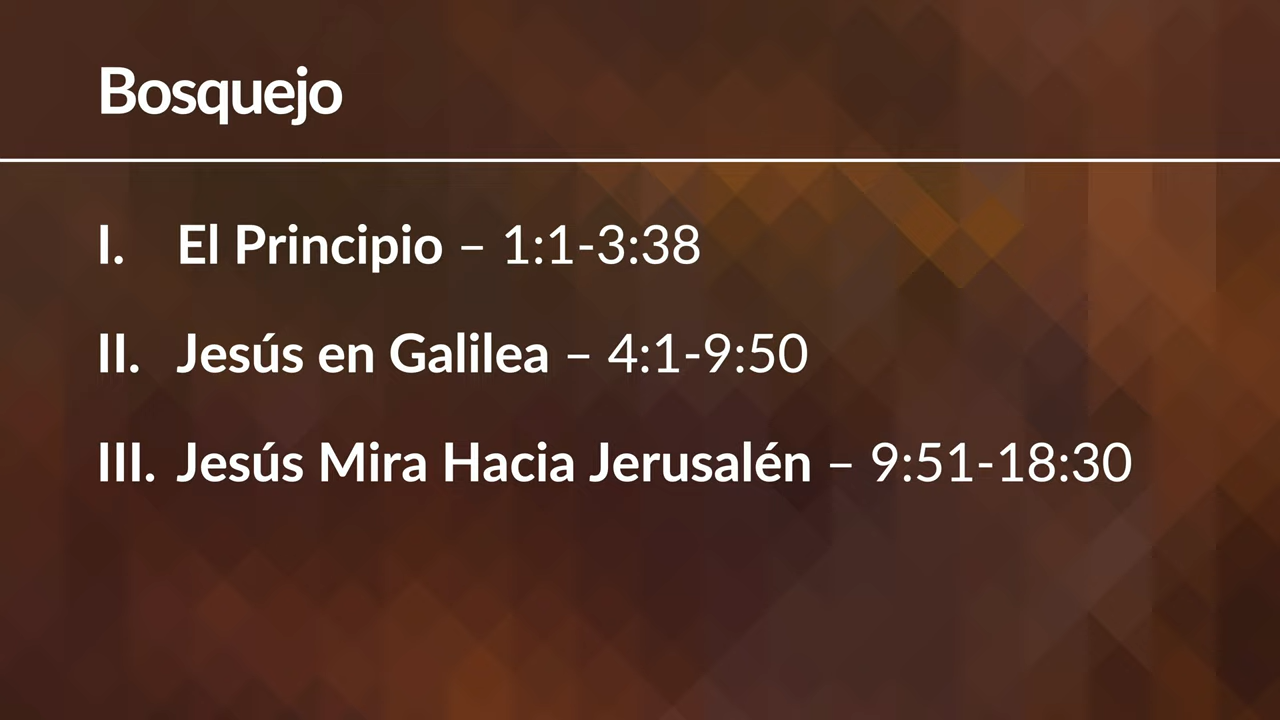 Bosquejo
I. El Principio – 1:1-3:38
II. Jesús en Galilea – 4:1-9:50
III. Jesús Mira Hacia Jerusalén – 9:51-18:30